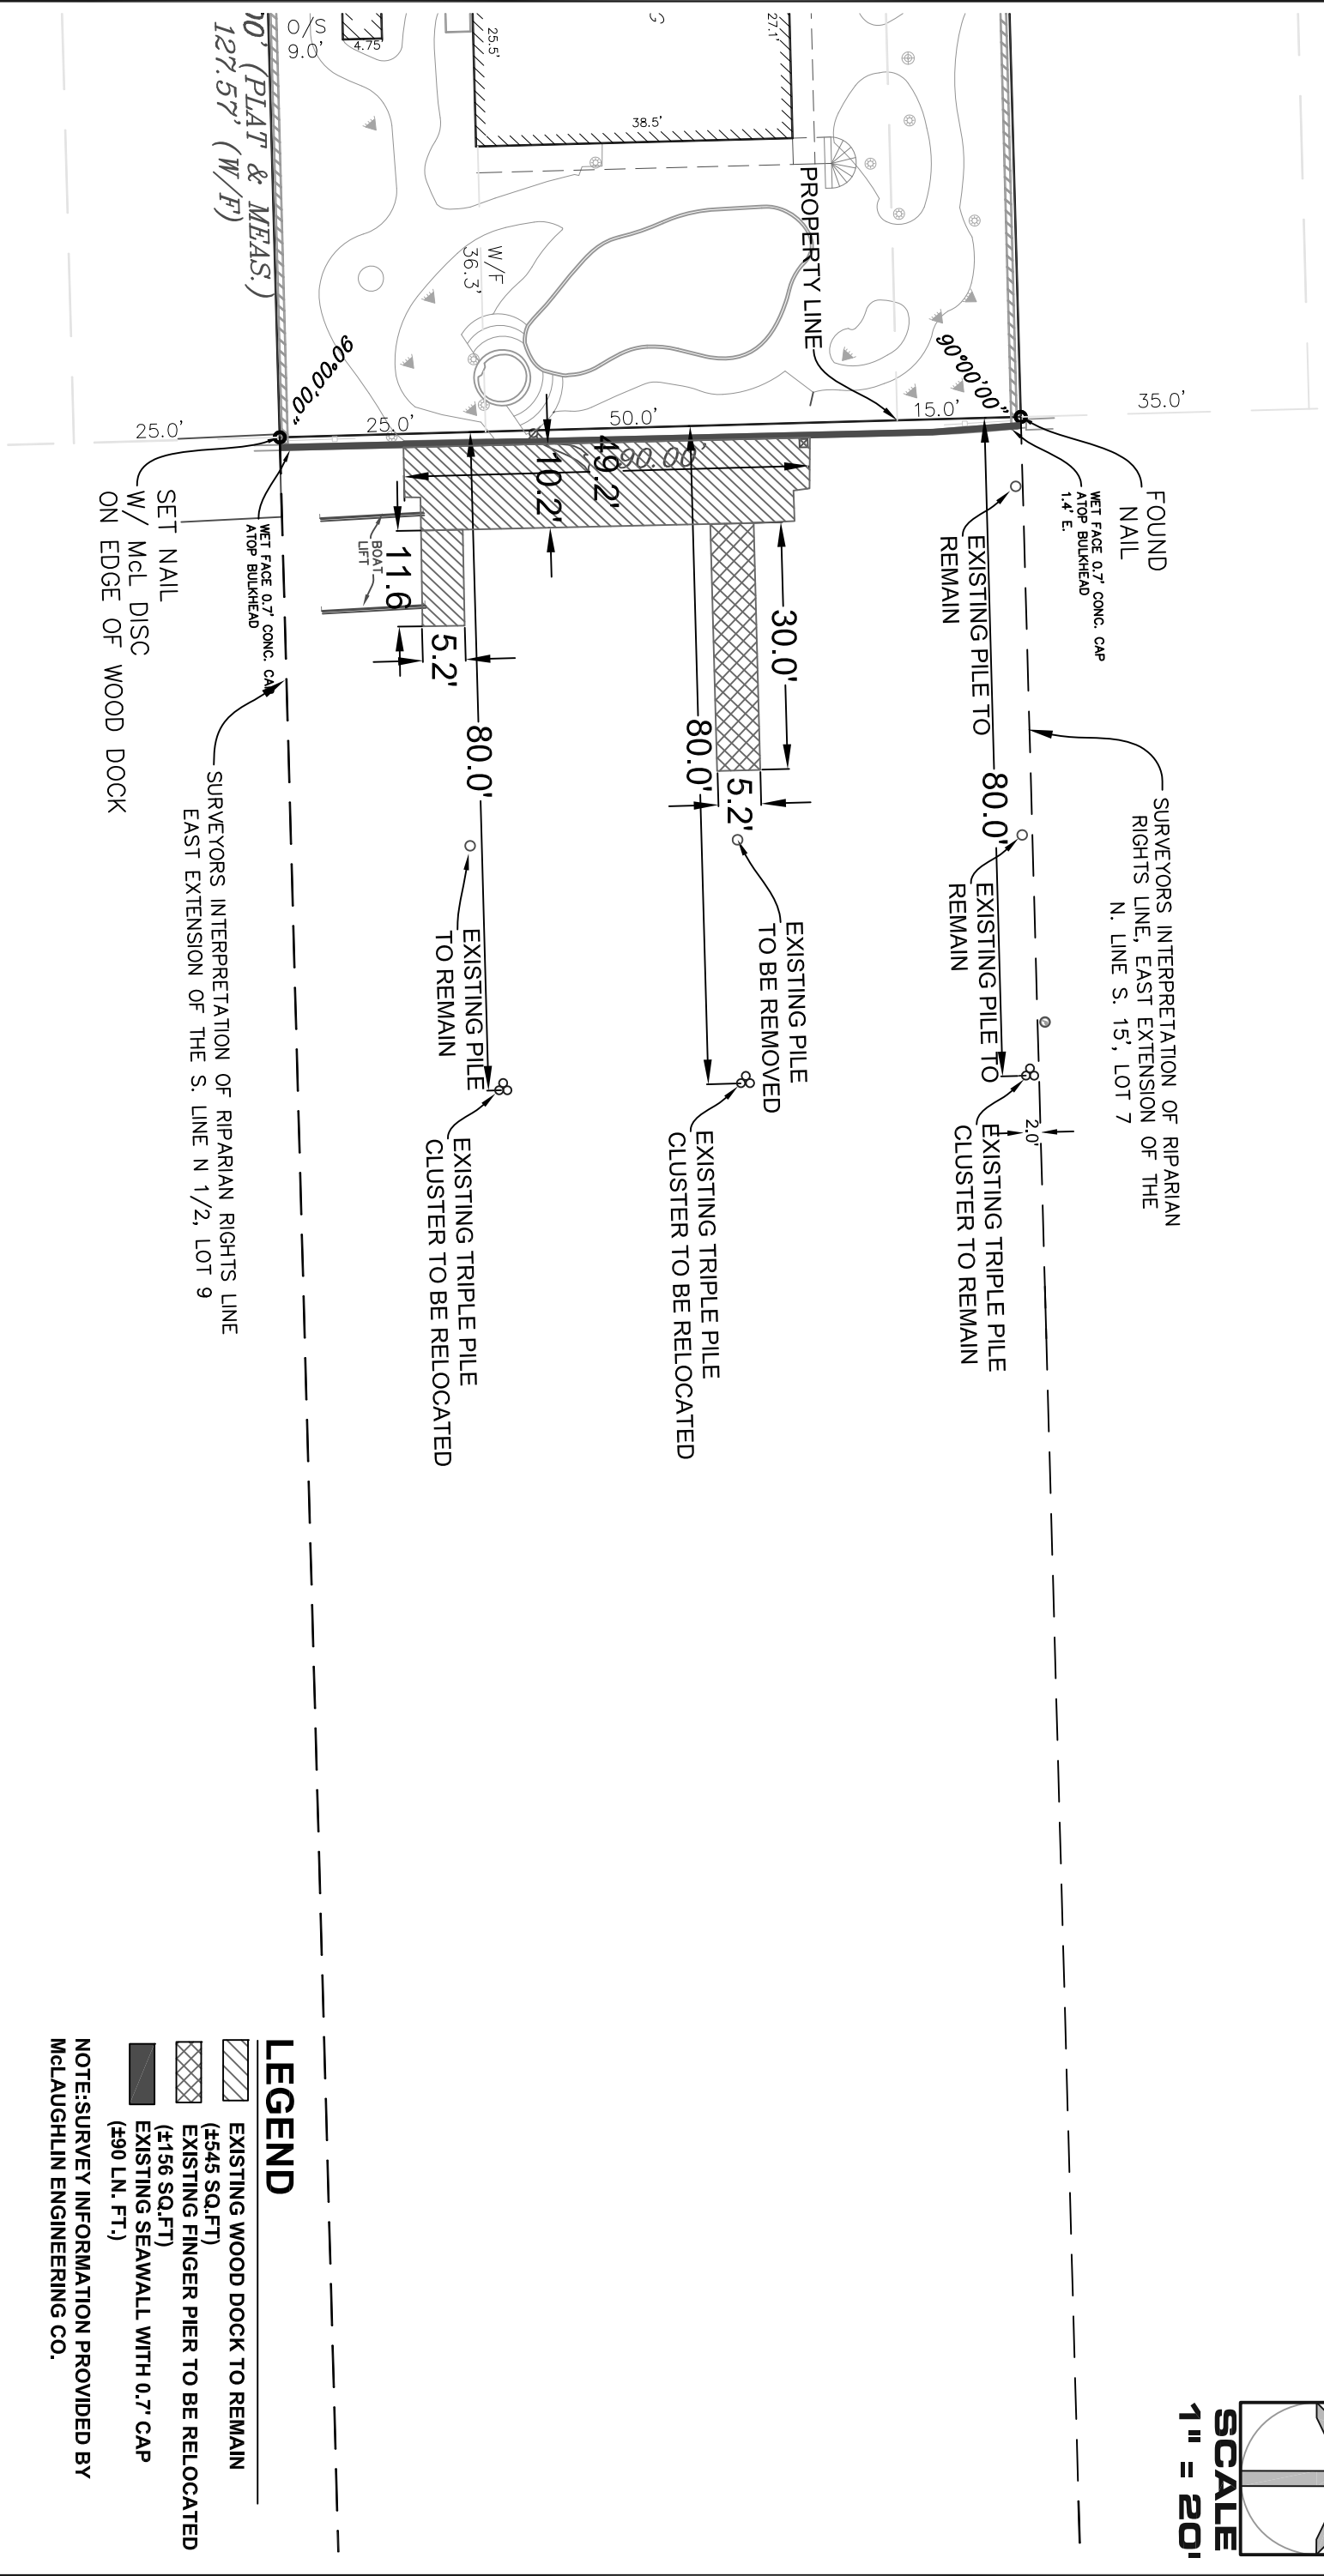 O/S
9.0'
4.75'
25.5'
27.1'
38.5'
00' (PLAT & MEAS.)
127.57' (W/F)
W/F
36.3'
PROPERTY LINE
90°00'00"
90°00'00"
25.0'
25.0'
50.0'
15.0'
35.0'
90.00'
49.2'
10.2'
BOAT
LIFT
11.6
5.2'
30.0'
5.2'
80.0'
80.0'
80.0'
2.0'
FOUND
NAIL
WET FACE 0.7' CONC. CAP
ATOP BULKHEAD
1.4' E.
SET NAIL
W/ McL DISC
ON EDGE OF WOOD DOCK
WET FACE 0.7' CONC. CAP
ATOP BULKHEAD
EXISTING PILE TO
REMAIN
EXISTING PILE TO
REMAIN
EXISTING PILE
TO BE REMOVED
EXISTING PILE
TO REMAIN
SURVEYORS INTERPRETATION OF RIPARIAN
RIGHTS LINE, EAST EXTENSION OF THE
N. LINE S. 15', LOT 7
SURVEYORS INTERPRETATION OF RIPARIAN RIGHTS LINE
EAST EXTENSION OF THE S. LINE N 1/2, LOT 9
EXISTING TRIPLE PILE
CLUSTER TO REMAIN
EXISTING TRIPLE PILE
CLUSTER TO BE RELOCATED
EXISTING TRIPLE PILE
CLUSTER TO BE RELOCATED
LEGEND
EXISTING WOOD DOCK TO REMAIN
(±545 SQ.FT)
EXISTING FINGER PIER TO BE RELOCATED
(±156 SQ.FT)
EXISTING SEAWALL WITH 0.7' CAP
(±90 LN. FT.)
NOTE:SURVEY INFORMATION PROVIDED BY
McLAUGHLIN ENGINEERING CO.
SCALE
1" = 20'